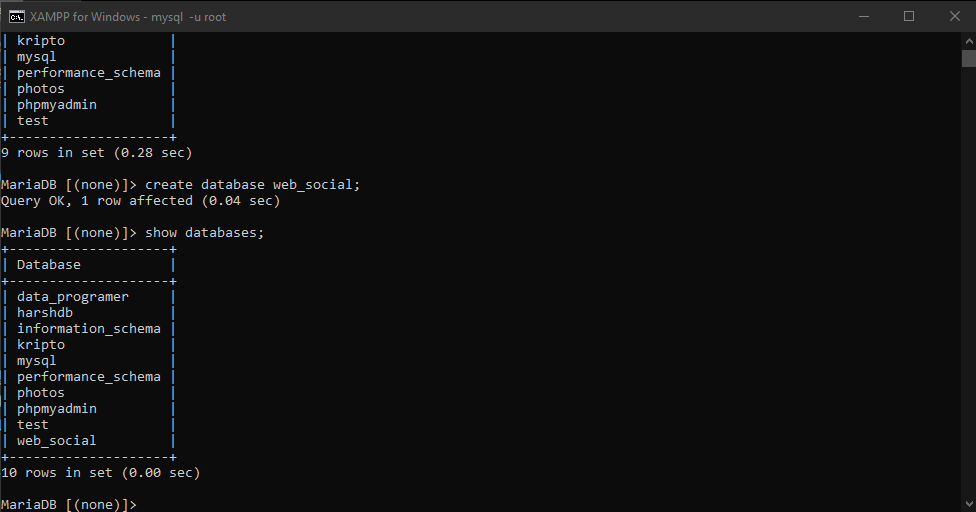 XAMPP for Windows - mysql  -u root
| kripto             |
| mysql              |
| performance_schema |
| photos             |
| phpmyadmin         |
| test               |
+--------------------+
9 rows in set (0.28 sec)
MariaDB [(none)]> create database web_social;
Query OK, 1 row affected (0.04 sec)
MariaDB [(none)]> show databases;
+--------------------+
| Database           |
+--------------------+
| data_programer     |
| harshdb            |
| information_schema |
| kripto             |
| mysql              |
| performance_schema |
| photos             |
| phpmyadmin         |
| test               |
| web_social         |
+--------------------+
10 rows in set (0.00 sec)
MariaDB [(none)]>